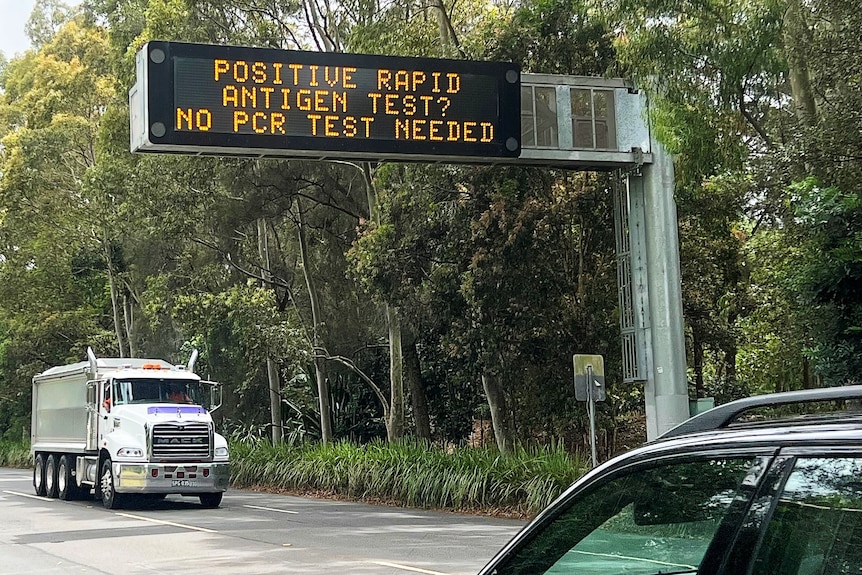 POSITIVE RAPID
ANTIGEN TEST?
NO PCR TEST NEEDED
MACK